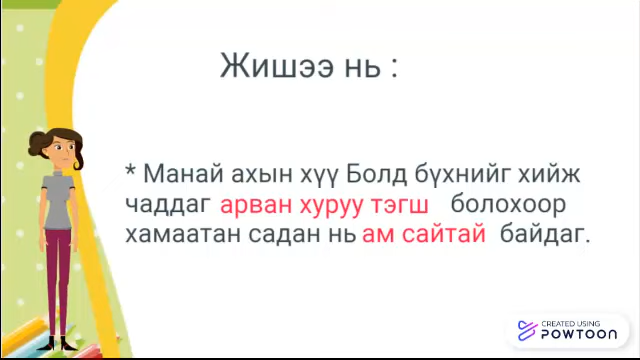 Жишээ нь :
* Манай ахын хүү Болд бүхнийг хийж
чаддаг арван хуруу тэгш болохоор
хамаатан садан нь ам сайтай байдаг.
CREATED USING
POWTOON